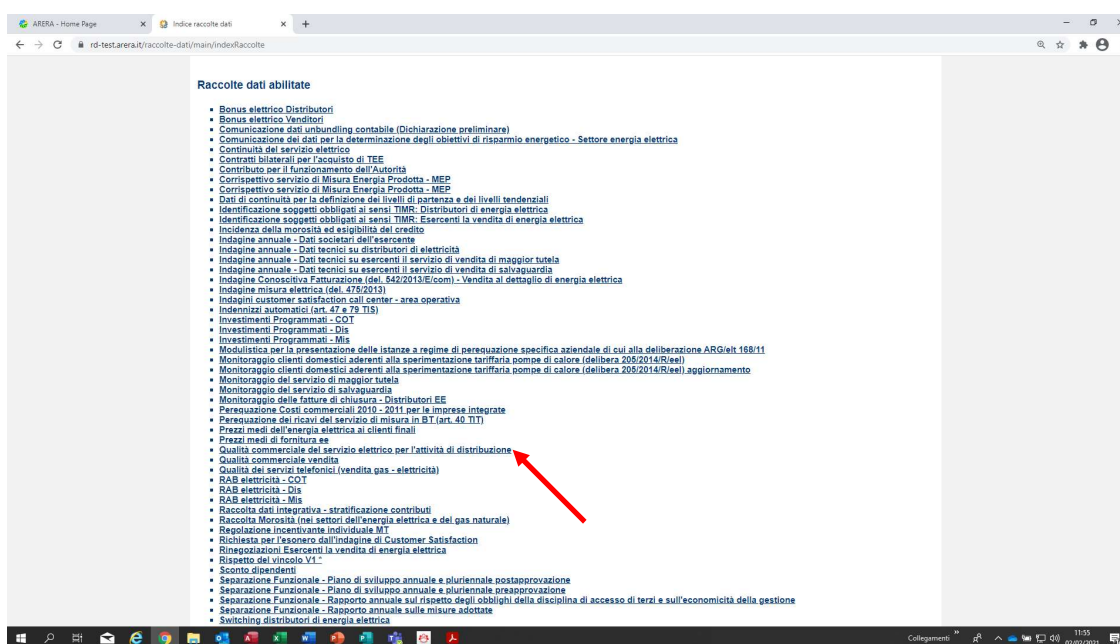 ARERA - Home Page
Indice raccolte dati
rd-test.arera.it/raccolte-dati/main/indexRaccolte
Raccolte dati abilitate
Bonus elettrico Distributori
Bonus elettrico Venditori
Comunicazione dati unbundling contabile (Dichiarazione preliminare)
Comunicazione dei dati per la determinazione degli obiettivi di risparmio energetico - Settore energia elettrica
Continuità del servizio elettrico
Contratti bilaterali per l'acquisto di TEE
Contributo per il funzionamento dell'Autorità
Corrispettivo servizio di Misura Energia Prodotta - MEP
Corrispettivo servizio di Misura Energia Prodotta - MEP
Dati di continuità per la definizione dei livelli di partenza e dei livelli tendenziali
Identificazione soggetti obbligati ai sensi TIMR: Distributori di energia elettrica
Identificazione soggetti obbligati ai sensi TIMR: Esercenti la vendita di energia elettrica
Incidenza della morosità ed esigibilità del credito
Indagine annuale - Dati societari dell'esercente
Indagine annuale - Dati tecnici su distributori di elettricità
Indagine annuale - Dati tecnici su esercenti il servizio di vendita di maggior tutela
Indagine annuale - Dati tecnici su esercenti il servizio di vendita di salvaguardia
Indagine Conoscitiva Fatturazione (del. 542/2013/E/com) - Vendita al dettaglio di energia elettrica
Indagine misura elettrica (del. 475/2013)
Indagini customer satisfaction call center - area operativa
Indennizzi automatici (art. 47 e 79 TIS)
Investimenti Programmati - COT
Investimenti Programmati - Dis
Investimenti Programmati - Mis
Modulistica per la presentazione delle istanze a regime di perequazione specifica aziendale di cui alla deliberazione ARG/elt 168/11
Monitoraggio clienti domestici aderenti alla sperimentazione tariffaria pompe di calore (delibera 205/2014/R/eel)
Monitoraggio clienti domestici aderenti alla sperimentazione tariffaria pompe di calore (delibera 205/2014/R/eel) aggiornamento
Monitoraggio del servizio di maggior tutela
Monitoraggio del servizio di salvaguardia
Monitoraggio delle fatture di chiusura - Distributori EE
Perequazione Costi commerciali 2010 - 2011 per le imprese integrate
Perequazione dei ricavi del servizio di misura in BT (art. 40 TIT)
Prezzi medi dell'energia elettrica ai clienti finali
Prezzi medi di fornitura ee
Qualità commerciale del servizio elettrico per l'attività di distribuzione
Qualità commerciale vendita
Qualità dei servizi telefonici (vendita gas - elettricità)
RAB elettricità - COT
RAB elettricità - Dis
RAB elettricità - Mis
Raccolta dati integrativa - stratificazione contributi
Raccolta Morosità (nei settori dell'energia elettrica e del gas naturale)
Regolazione incentivante individuale MT
Richiesta per l'esonero dall'indagine di Customer Satisfaction
Rinegoziazioni Esercenti la vendita di energia elettrica
Rispetto del vincolo V1 *
Sconto dipendenti
Separazione Funzionale - Piano di sviluppo annuale e pluriennale postapprovazione
Separazione Funzionale - Piano di sviluppo annuale e pluriennale preapprovazione
Separazione Funzionale - Rapporto annuale sul rispetto degli obblighi della disciplina di accesso di terzi e sull'economicità della gestione
Separazione Funzionale - Rapporto annuale sulle misure adottate
Switching distributori di energia elettrica
Collegamenti
11:55
02/02/2021